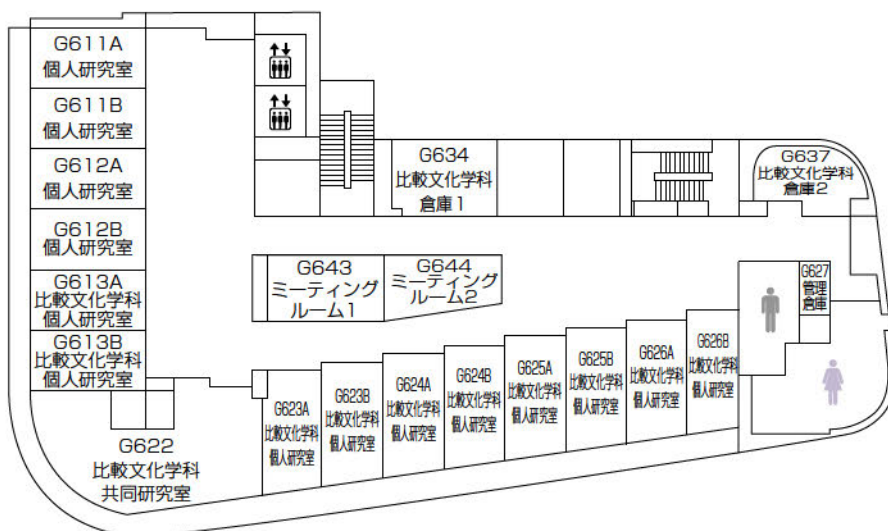 G611A
個人研究室
G611B
個人研究室
G612A
個人研究室
G612B
個人研究室
G613A
比較文化学科
個人研究室
G613B
比較文化学科
個人研究室
G622
比較文化学科
共同研究室
G634
比較文化学科
倉庫1
G637
比較文化学科
倉庫2
G643
ミーティング
ルーム1
G644
ミーティング
ルーム2
G627
管理
倉庫
G623A
比較文化学科
個人研究室
G623B
比較文化学科
個人研究室
G624A
比較文化学科
個人研究室
G624B
比較文化学科
個人研究室
G625A
比較文化学科
個人研究室
G625B
比較文化学科
個人研究室
G626A
比較文化学科
個人研究室
G626B
比較文化学科
個人研究室